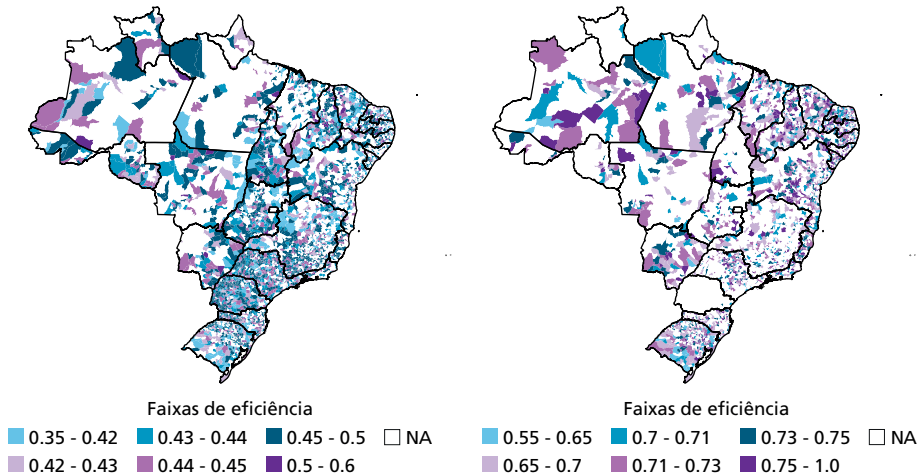 Faixas de eficiência
0.35 - 0.42 0.43 - 0.44 0.45 - 0.5 NA
0.42 - 0.43 0.44 - 0.45 0.5 - 0.6
Faixas de eficiência
0.55 - 0.65 0.7 - 0.71 0.73 - 0.75 NA
0.65 - 0.7 0.71 - 0.73 0.75 - 1.0